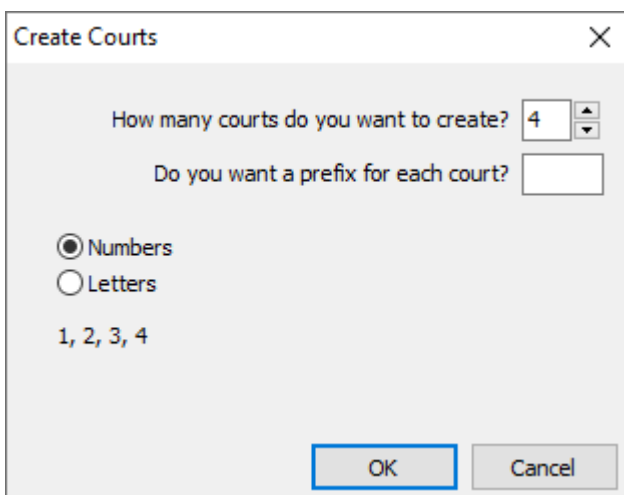 Create Courts
How many courts do you want to create? 4
Do you want a prefix for each court?
Numbers
Letters
1, 2, 3, 4
OK Cancel